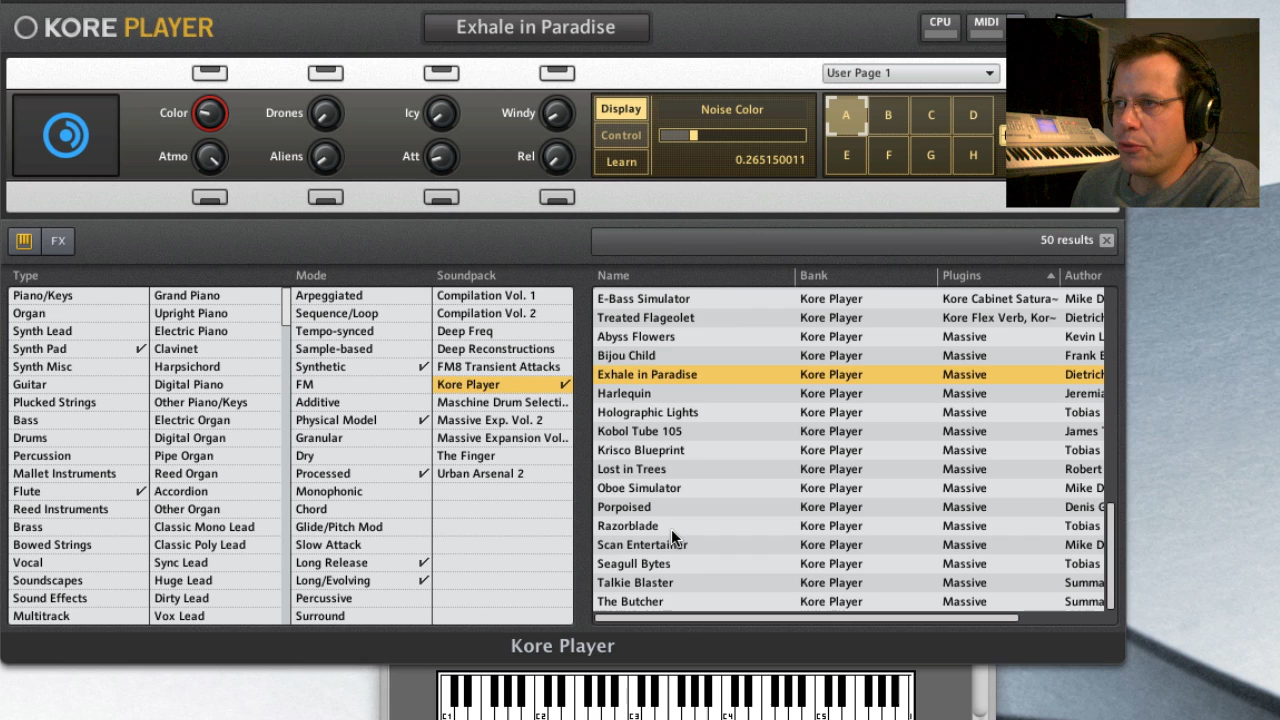 KORE PLAYER
Exhale in Paradise
CPU
MIDI
User Page 1
Color
Drones
Icy
Windy
Atmo
Aliens
Att
Rel
Display
Control
Learn
Noise Color
0.265150011
A B C D
E F G H
FX
50 results
Type Mode Soundpack
Piano/Keys Grand Piano Arpeggiated Compilation Vol. 1
Organ Upright Piano Sequence/Loop Compilation Vol. 2
Synth Lead Electric Piano Tempo-synced Deep Freq
Synth Pad ✓ Clavinet Sample-based Deep Reconstructions
Synth Misc Harpsichord Synthetic ✓ FM8 Transient Attacks
Guitar Digital Piano FM Kore Player ✓
Plucked Strings Other Piano/Keys Additive Maschine Drum Selecti..
Bass Electric Organ Physical Model ✓ Massive Exp. Vol. 2
Drums Digital Organ Granular Massive Expansion Vol..
Percussion Pipe Organ Dry The Finger
Mallet Instruments Reed Organ Processed ✓ Urban Arsenal 2
Flute ✓ Accordion Monophonic
Reed Instruments Other Organ Chord
Brass Classic Mono Lead Glide/Pitch Mod
Bowed Strings Classic Poly Lead Slow Attack
Vocal Sync Lead Long Release ✓
Soundscapes Huge Lead Long/Evolving ✓
Sound Effects Dirty Lead Percussive
Multitrack Vox Lead Surround
Name Bank Plugins Author
E-Bass Simulator Kore Player Kore Cabinet Satura~ Mike D
Treated Flageolet Kore Player Kore Flex Verb, Kor~ Dietrich
Abyss Flowers Kore Player Massive Kevin L
Bijou Child Kore Player Massive Frank E
Exhale in Paradise Kore Player Massive Dietrich
Harlequin Kore Player Massive Jeremia
Holographic Lights Kore Player Massive Tobias
Kobol Tube 105 Kore Player Massive James
Krisco Blueprint Kore Player Massive Tobias
Lost in Trees Kore Player Massive Robert
Oboe Simulator Kore Player Massive Mike D
Porpoised Kore Player Massive Denis G
Razorblade Kore Player Massive Tobias
Scan Entertainer Kore Player Massive Mike D
Seagull Bytes Kore Player Massive Tobias
Talkie Blaster Kore Player Massive Summa
The Butcher Kore Player Massive Summa
Kore Player
C1 C2 C3 C4 C5